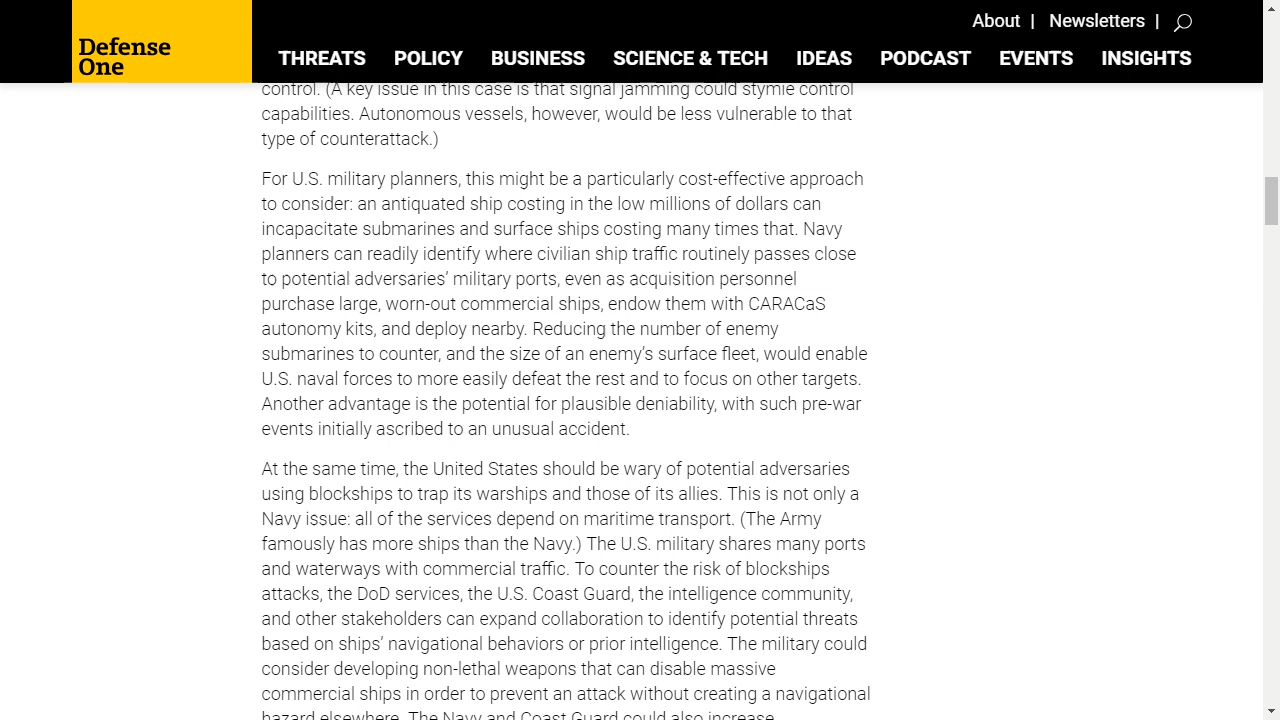 About | Newsletters |
Defense
One
THREATS POLICY BUSINESS SCIENCE & TECH IDEAS PODCAST EVENTS INSIGHTS
control. (A key issue in this case is that signal jamming could stymie control
capabilities. Autonomous vessels, however, would be less vulnerable to that
type of counterattack.)
For U.S. military planners, this might be a particularly cost-effective approach
to consider: an antiquated ship costing in the low millions of dollars can
incapacitate submarines and surface ships costing many times that. Navy
planners can readily identify where civilian ship traffic routinely passes close
to potential adversaries’ military ports, even as acquisition personnel
purchase large, worn-out commercial ships, endow them with CARACaS
autonomy kits, and deploy nearby. Reducing the number of enemy
submarines to counter, and the size of an enemy’s surface fleet, would enable
U.S. naval forces to more easily defeat the rest and to focus on other targets.
Another advantage is the potential for plausible deniability, with such pre-war
events initially ascribed to an unusual accident.
At the same time, the United States should be wary of potential adversaries
using blockships to trap its warships and those of its allies. This is not only a
Navy issue: all of the services depend on maritime transport. (The Army
famously has more ships than the Navy.) The U.S. military shares many ports
and waterways with commercial traffic. To counter the risk of blockships
attacks, the DoD services, the U.S. Coast Guard, the intelligence community,
and other stakeholders can expand collaboration to identify potential threats
based on ships’ navigational behaviors or prior intelligence. The military could
consider developing non-lethal weapons that can disable massive
commercial ships in order to prevent an attack without creating a navigational
hazard elsewhere. The Navy and Coast Guard could also increase